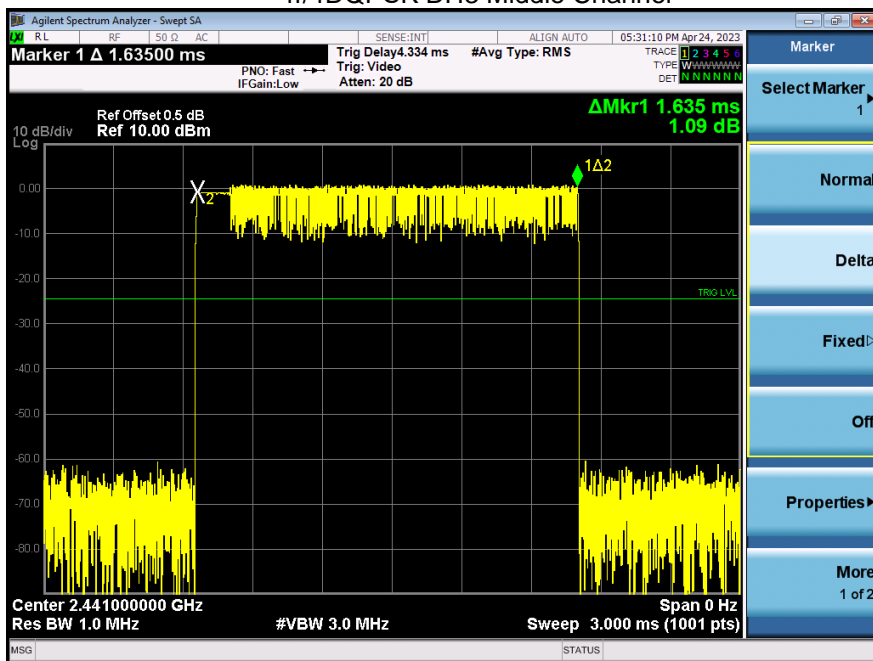 Agilent Spectrum Analyzer - Swept SA
RL RF 50 Ω AC SENSE:INT ALIGN AUTO 05:31:10 PM Apr 24, 2023
Marker 1 Δ 1.63500 ms
PNO: Fast
IFGain:Low
Trig Delay4.334 ms
Trig: Video
Atten: 20 dB
#Avg Type: RMS
TRACE 1 2 3 4 5 6
TYPE WWWWWW
DET N N N N N N
ΔMkr1 1.635 ms
1.09 dB
Ref Offset 0.5 dB
10 dB/div Ref 10.00 dBm
Log
1Δ2
0.00
2
-10.0
-20.0
TRIG LVL
-30.0
-40.0
-50.0
-60.0
-70.0
-80.0
Center 2.441000000 GHz Span 0 Hz
Res BW 1.0 MHz #VBW 3.0 MHz Sweep 3.000 ms (1001 pts)
MSG STATUS
Marker
Select Marker
1
Normal
Delta
Fixed
Off
Properties
More
1 of 2